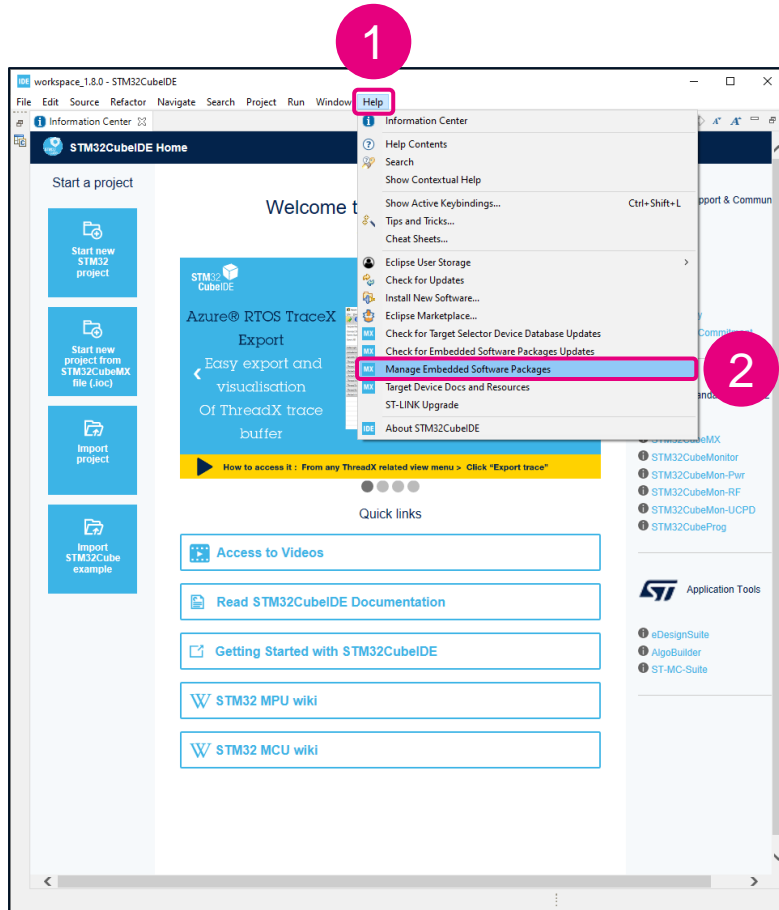 1
IDE workspace_1.8.0 - STM32CubeIDE
File Edit Source Refactor Navigate Search Project Run Window Help
Information Center
STM32CubeIDE Home
Start a project
Start new
STM32
project
Start new
project from
STM32CubeMX
file (.ioc)
Import
project
Import
STM32Cube
example
Welcome t
STM32
CubeIDE
Azure® RTOS TraceX
Export
Easy export and
visualisation
Of ThreadX trace
buffer
How to access it : From any ThreadX related view menu > Click “Export trace”
Information Center
Help Contents
Search
Show Contextual Help
Show Active Keybindings... Ctrl+Shift+L
Tips and Tricks...
Cheat Sheets...
Eclipse User Storage
Check for Updates
Install New Software...
Eclipse Marketplace...
MX Check for Target Selector Device Database Updates
MX Check for Embedded Software Packages Updates
MX Manage Embedded Software Packages
MX Target Device Docs and Resources
ST-LINK Upgrade
IDE About STM32CubeIDE
2
Quick links
Access to Videos
Read STM32CubeIDE Documentation
Getting Started with STM32CubeIDE
W STM32 MPU wiki
W STM32 MCU wiki
pport & Commun
STM32CubeMX
STM32CubeMonitor
STM32CubeMon-Pwr
STM32CubeMon-RF
STM32CubeMon-UCPD
STM32CubeProg
ST Application Tools
eDesignSuite
AlgoBuilder
ST-MC-Suite